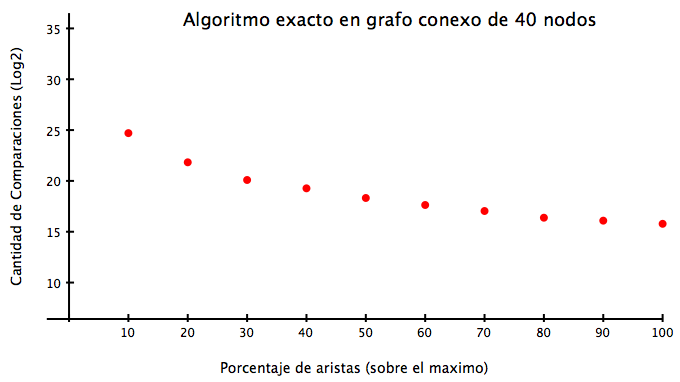 Algoritmo exacto en grafo conexo de 40 nodos
Cantidad de Comparaciones (Log2)
35
30
25
20
15
10
10 20 30 40 50 60 70 80 90 100
Porcentaje de aristas (sobre el maximo)